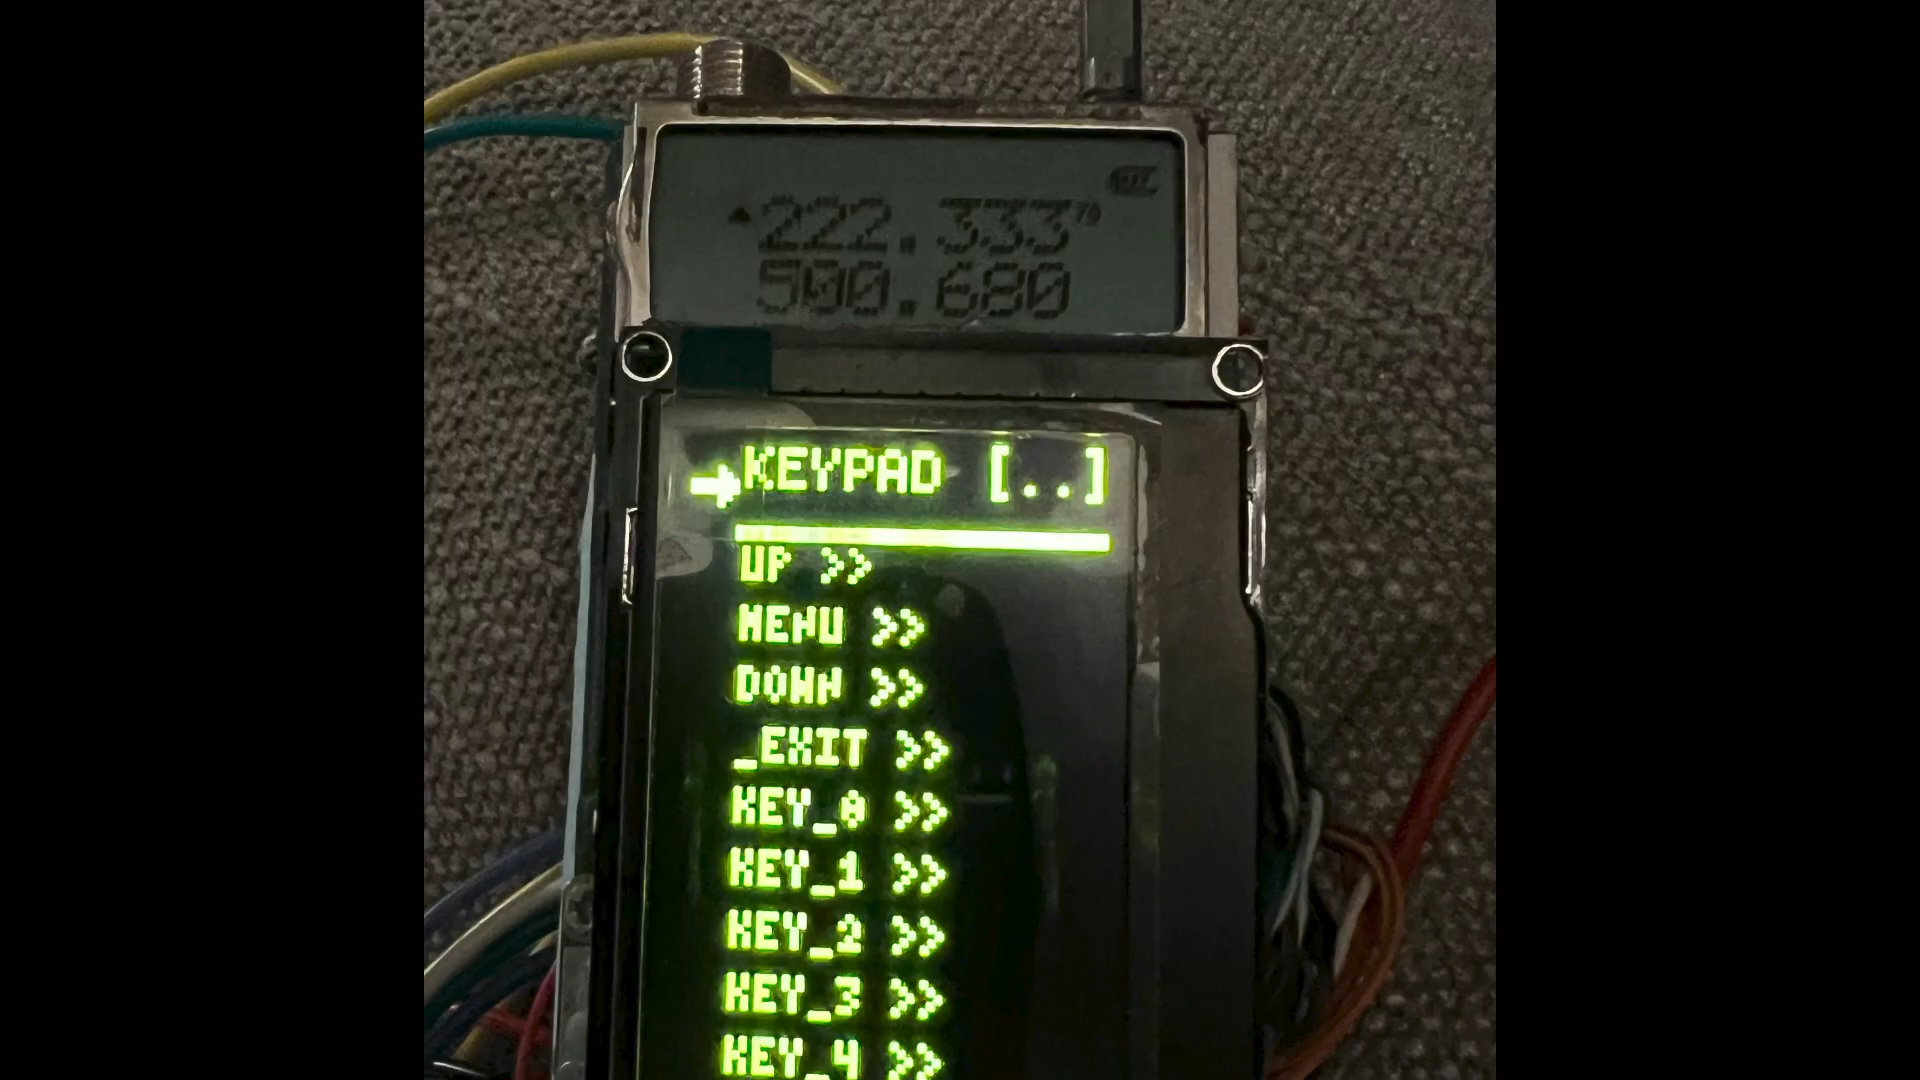 ▲222.333
500.680
KEYPAD [..]
UP >>
MENU >>
DOWN >>
_EXIT >>
KEY_0 >>
KEY_1 >>
KEY_2 >>
KEY_3 >>
KEY_4 >>